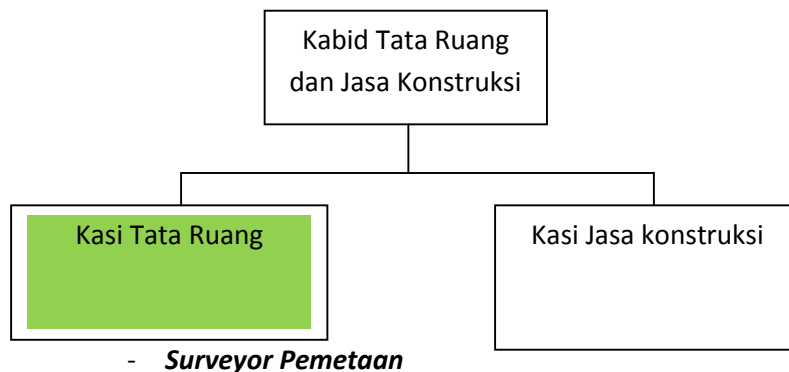 Kabid Tata Ruang
dan Jasa Konstruksi
Kasi Tata Ruang
Kasi Jasa konstruksi
- Surveyor Pemetaan